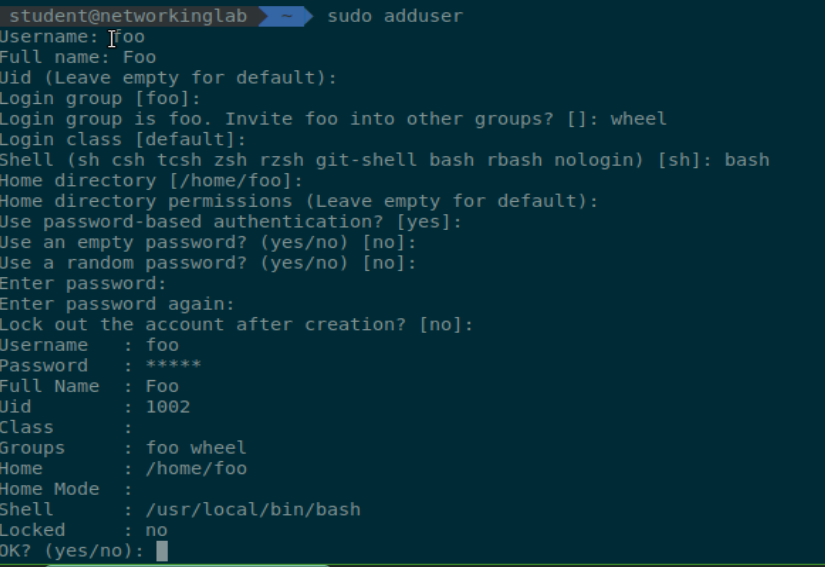 student@networkinglab ~ sudo adduser
Username: foo
Full name: Foo
Uid (Leave empty for default):
Login group [foo]:
Login group is foo. Invite foo into other groups? []: wheel
Login class [default]:
Shell (sh csh tcsh zsh rzsh git-shell bash rbash nologin) [sh]: bash
Home directory [/home/foo]:
Home directory permissions (Leave empty for default):
Use password-based authentication? [yes]:
Use an empty password? (yes/no) [no]:
Use a random password? (yes/no) [no]:
Enter password:
Enter password again:
Lock out the account after creation? [no]:
Username   : foo
Password   : *****
Full Name  : Foo
Uid        : 1002
Class      :
Groups     : foo wheel
Home       : /home/foo
Home Mode  :
Shell      : /usr/local/bin/bash
Locked     : no
OK? (yes/no):